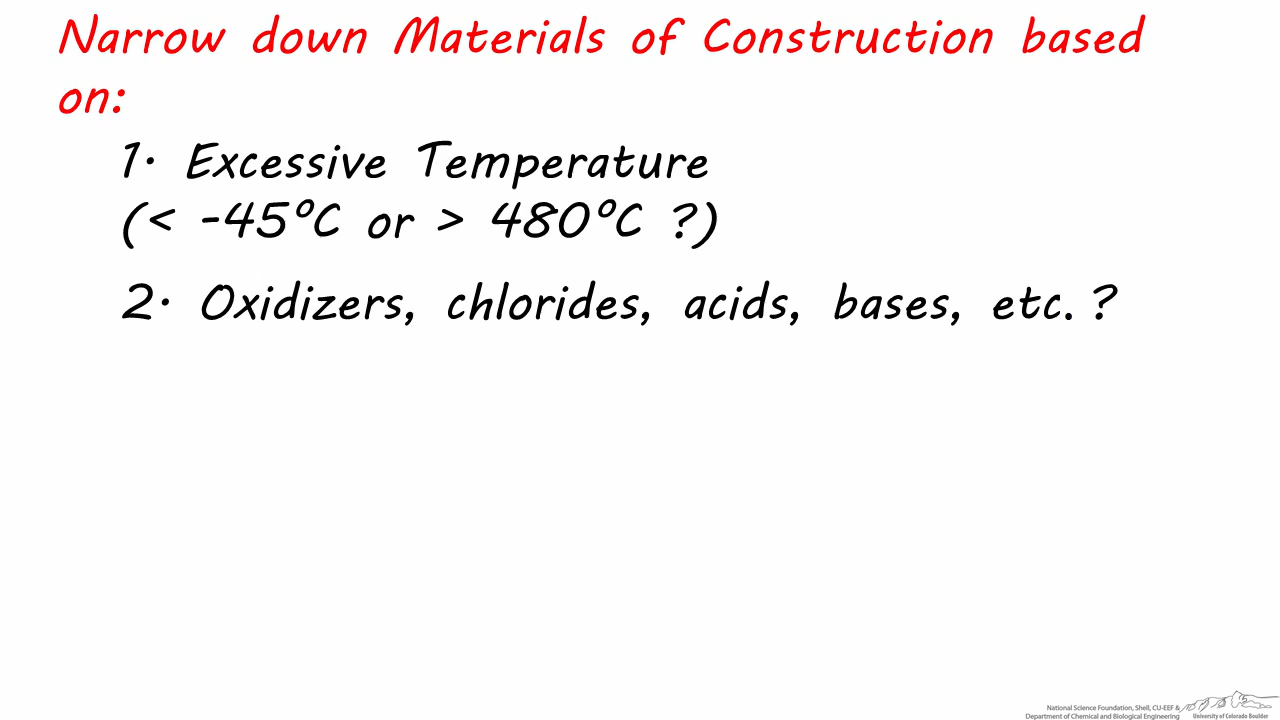 Narrow down Materials of Construction based
on:
1. Excessive Temperature
(< -45°C or > 480°C ?)
2. Oxidizers, chlorides, acids, bases, etc. ?
National Science Foundation, Shell, CU-EEF &
Department of Chemical and Biological Engineering
University of Colorado Boulder